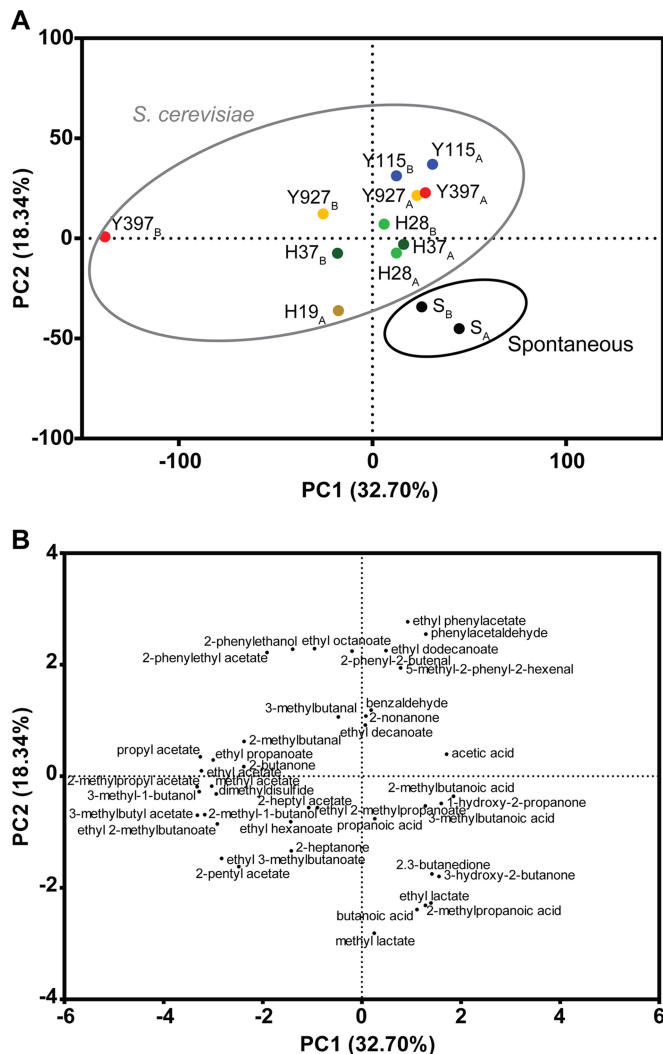 A
100
50
0
-50
-100
PC2 (18.34%)
S. cerevisiae
Y115B
Y115A
Y927B
Y927A
Y397A
Y397B
H28B
H37B
H37A
H28A
H19A
SB
SA
Spontaneous
-100
0
100
PC1 (32.70%)
B
4
2
0
-2
-4
PC2 (18.34%)
ethyl phenylacetate
phenylacetaldehyde
2-phenylethanol
ethyl octanoate
ethyl dodecanoate
2-phenylethyl acetate
2-phenyl-2-butenal
5-methyl-2-phenyl-2-hexenal
3-methylbutanal
benzaldehyde
2-nonanone
ethyl decanoate
2-methylbutanal
propyl acetate
ethyl propanoate
acetic acid
2-butanone
ethyl acetate
2-methylpropyl acetate
methyl acetate
dimethyldisulfide
2-methylbutanoic acid
3-methyl-1-butanol
2-heptyl acetate
1-hydroxy-2-propanone
3-methylbutyl acetate
2-methyl-1-butanol
ethyl 2-methylpropanoate
3-methylbutanoic acid
ethyl 2-methylbutanoate
ethyl hexanoate
propanoic acid
2-heptanone
ethyl 3-methylbutanoate
2-pentyl acetate
2.3-butanedione
3-hydroxy-2-butanone
ethyl lactate
butanoic acid
2-methylpropanoic acid
methyl lactate
-6
-4
-2
0
2
4
6
PC1 (32.70%)